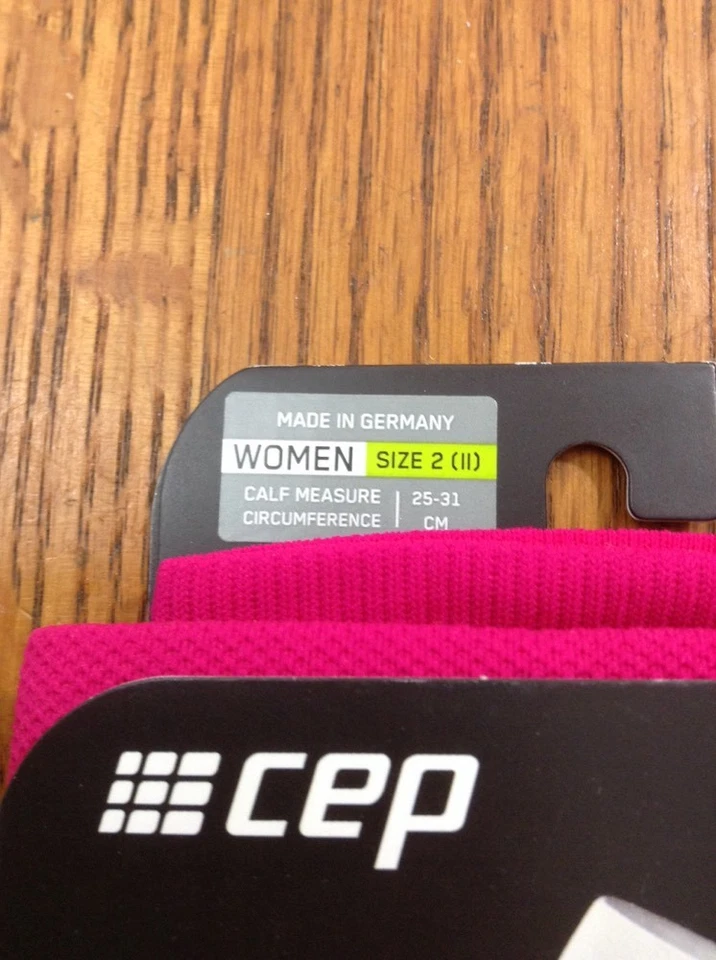 MADE IN GERMANY
WOMEN SIZE 2 (II)
CALF MEASURE CIRCUMFERENCE | 25-31 CM
cep